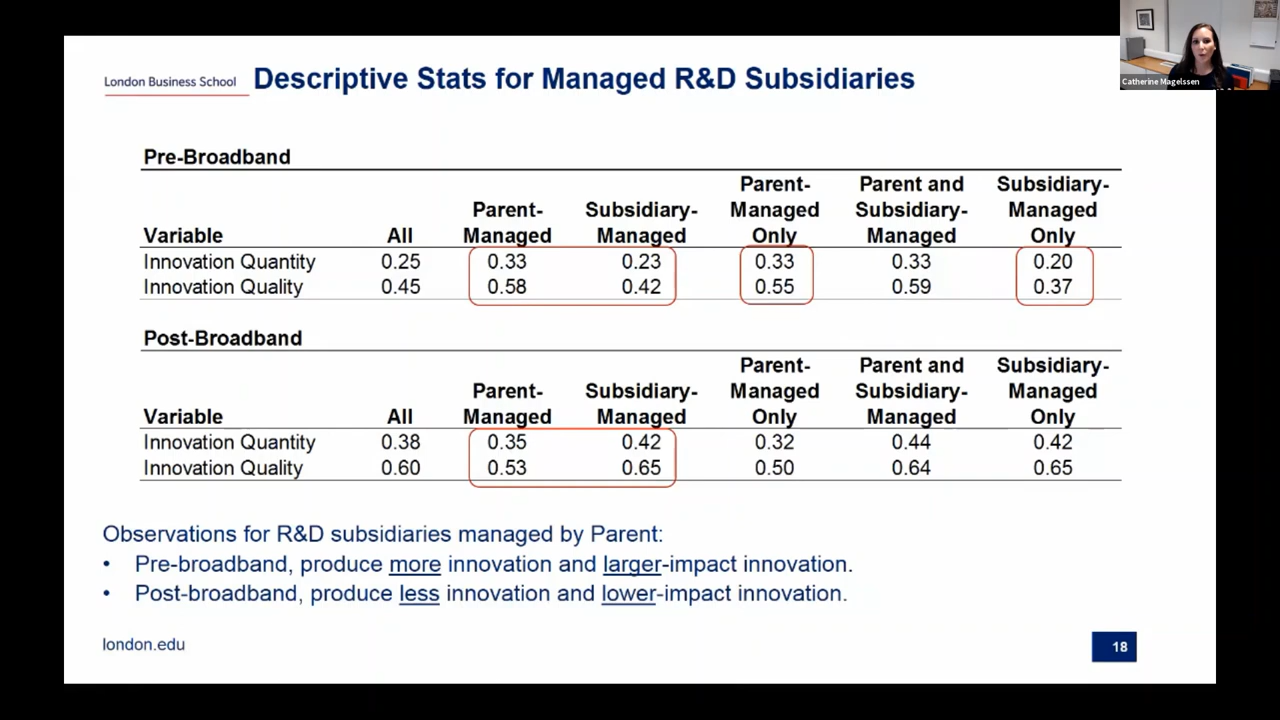 Catherine Magelssen
London Business School
Descriptive Stats for Managed R&D Subsidiaries
Pre-Broadband
Variable All Parent-Managed Subsidiary-Managed Parent-Managed Only Parent and Subsidiary-Managed Subsidiary-Managed Only
Innovation Quantity 0.25 0.33 0.23 0.33 0.33 0.20
Innovation Quality 0.45 0.58 0.42 0.55 0.59 0.37
Post-Broadband
Variable All Parent-Managed Subsidiary-Managed Parent-Managed Only Parent and Subsidiary-Managed Subsidiary-Managed Only
Innovation Quantity 0.38 0.35 0.42 0.32 0.44 0.42
Innovation Quality 0.60 0.53 0.65 0.50 0.64 0.65
Observations for R&D subsidiaries managed by Parent:
• Pre-broadband, produce more innovation and larger-impact innovation.
• Post-broadband, produce less innovation and lower-impact innovation.
london.edu
18